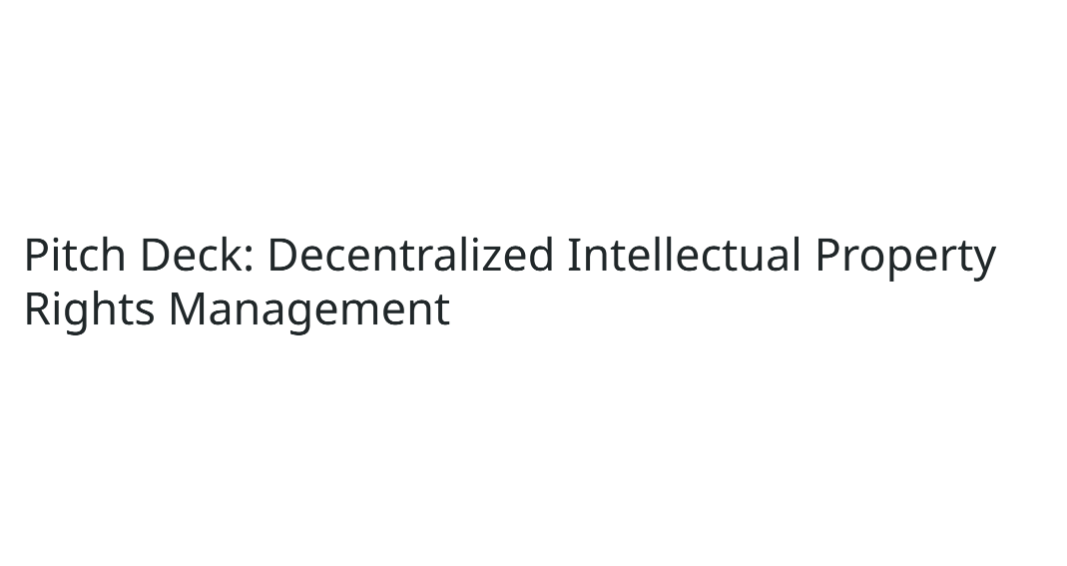 Pitch Deck: Decentralized Intellectual Property
Rights Management